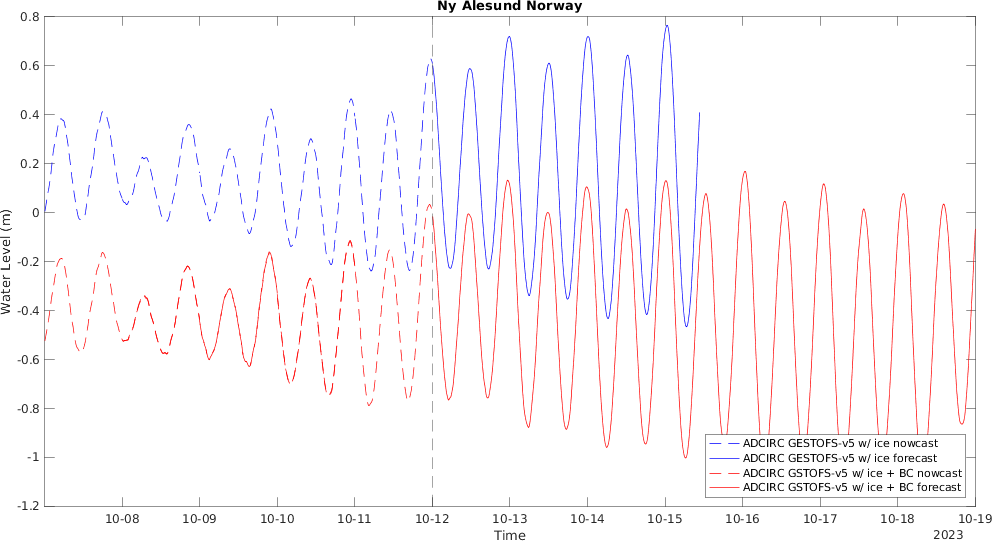 Ny Alesund Norway
Water Level (m)
0.8
0.6
0.4
0.2
0
-0.2
-0.4
-0.6
-0.8
-1
-1.2
ADCIRC GESTOFS-v5 w/ ice nowcast
ADCIRC GESTOFS-v5 w/ ice forecast
ADCIRC GSTOFS-v5 w/ ice + BC nowcast
ADCIRC GSTOFS-v5 w/ ice + BC forecast
10-08 10-09 10-10 10-11 10-12 10-13 10-14 10-15 10-16 10-17 10-18 10-19
Time
2023